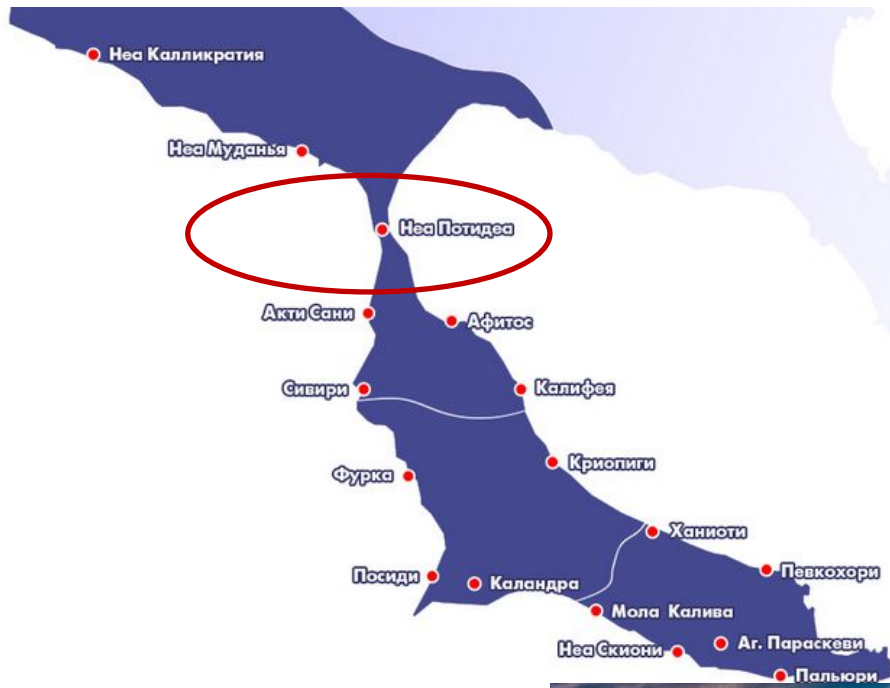 Неа Калликратия
Неа Муданья
Неа Потидеа
Акти Сани
Афитос
Сивири
Калифея
Криопиги
Фурка
Ханиоти
Певкохори
Посиди
Каландра
Мола Калива
Аг. Параскеви
Неа Скиони
Пальюри